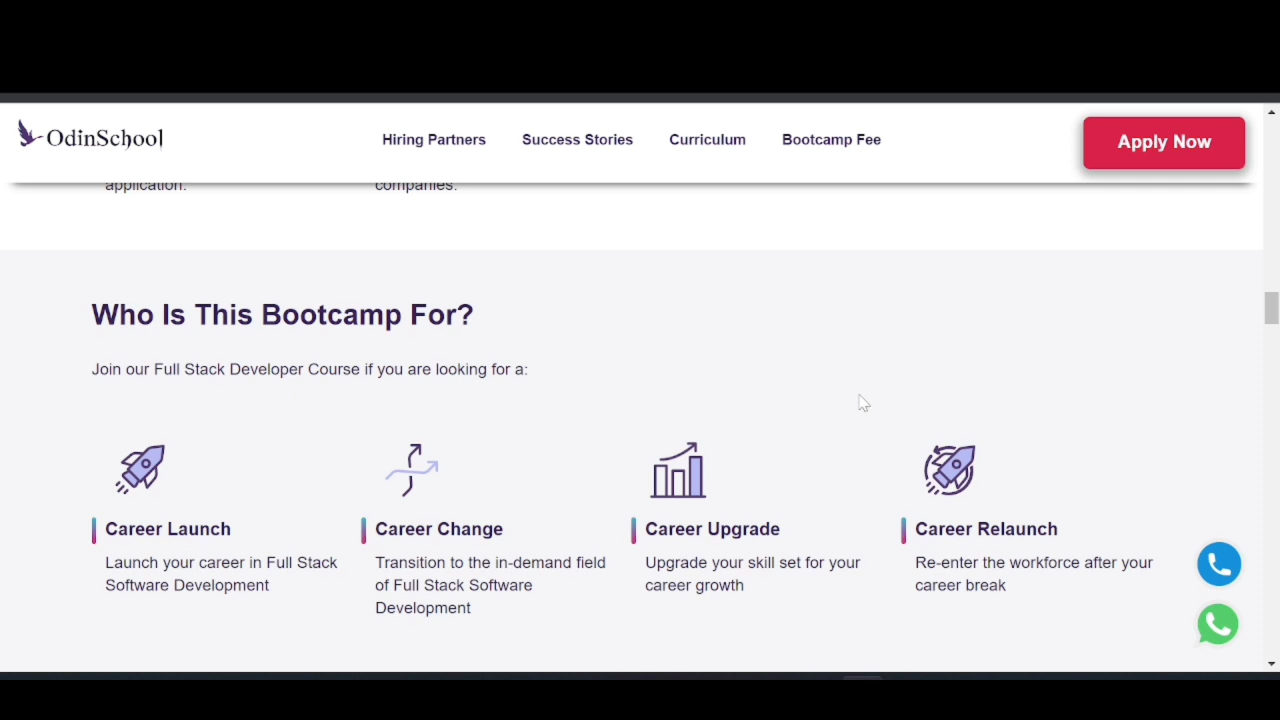 OdinSchool
Hiring Partners
Success Stories
Curriculum
Bootcamp Fee
Apply Now
application.
companies.
Who Is This Bootcamp For?
Join our Full Stack Developer Course if you are looking for a:
Career Launch
Launch your career in Full Stack
Software Development
Career Change
Transition to the in-demand field
of Full Stack Software
Development
Career Upgrade
Upgrade your skill set for your
career growth
Career Relaunch
Re-enter the workforce after your
career break